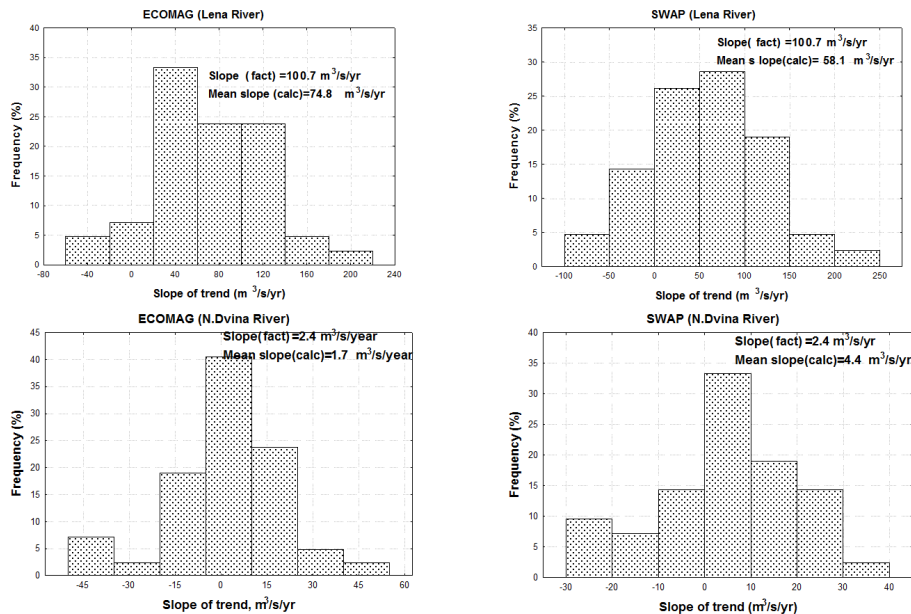 ECOMAG (Lena River)
40
35
30
25
20
15
10
5
0
Frequency (%)
Slope (fact) =100.7 m³/s/yr
Mean slope (calc)=74.8 m³/s/yr
-80 -40 0 40 80 120 160 200 240
Slope of trend (m³/s/yr)
SWAP (Lena River)
35
30
25
20
15
10
5
0
Frequency (%)
Slope( fact) =100.7 m³/s/yr
Mean s lope(calc)= 58.1 m³/s/yr
-100 -50 0 50 100 150 200 250
Slope of trend (m³/s/yr)
ECOMAG (N.Dvina River)
45
40
35
30
25
20
15
10
5
0
Frequency (%)
Slope(fact)=2.4 m³/s/year
Mean slope(calc)=1.7 m³/s/year
-45 -30 -15 0 15 30 45 60
Slope of trend, m³/s/yr
SWAP (N.Dvina River)
40
35
30
25
20
15
10
5
0
Frequency (%)
Slope(fact)=2.4 m³/s/yr
Mean slope(calc)=4.4 m³/s/yr
-30 -20 -10 0 10 20 30 40
Slope of trend (m³/s/yr)